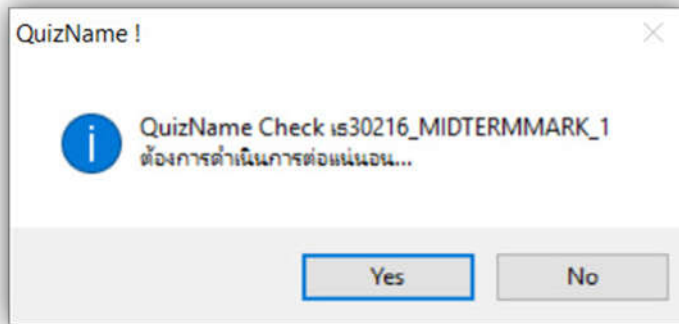 QuizName !
QuizName Check เร30216_MIDTERMMARK_1
ต้องการดำเนินการต่อแน่นอน...
Yes
No